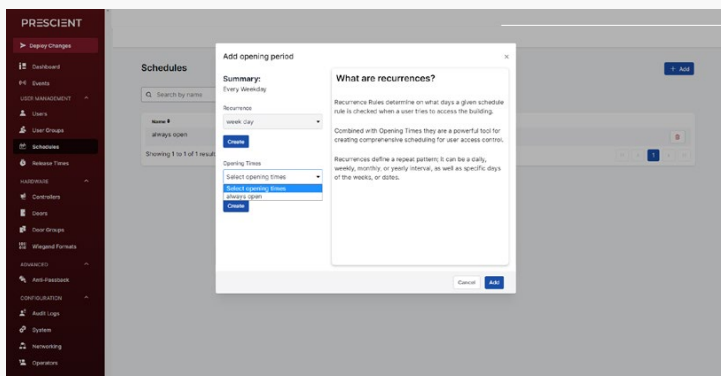 PRESCIENT
Deploy Changes
Dashboard
Events
USER MANAGEMENT
Users
User Groups
Schedules
Release Times
HARDWARE
Controllers
Doors
Door Groups
Wiegand Formats
ADVANCED
Anti-Passback
CONFIGURATION
Audit Logs
System
Networking
Operators
Schedules
+ Add
Search by name
Name
always open
Showing 1 to 1 of 1 result
1
Add opening period
×
Summary:
Every Weekday
Recurrence
week day
Create
Opening Times
Select opening times
Select opening times
always open
Create
What are recurrences?
Recurrence Rules determine on what days a given schedule
rule is checked when a user tries to access the building.
Combined with Opening Times they are a powerful tool for
creating comprehensive scheduling for user access control.
Recurrences define a repeat pattern; it can be a daily,
weekly, monthly, or yearly interval, as well as specific days
of the weeks, or dates.
Cancel
Add